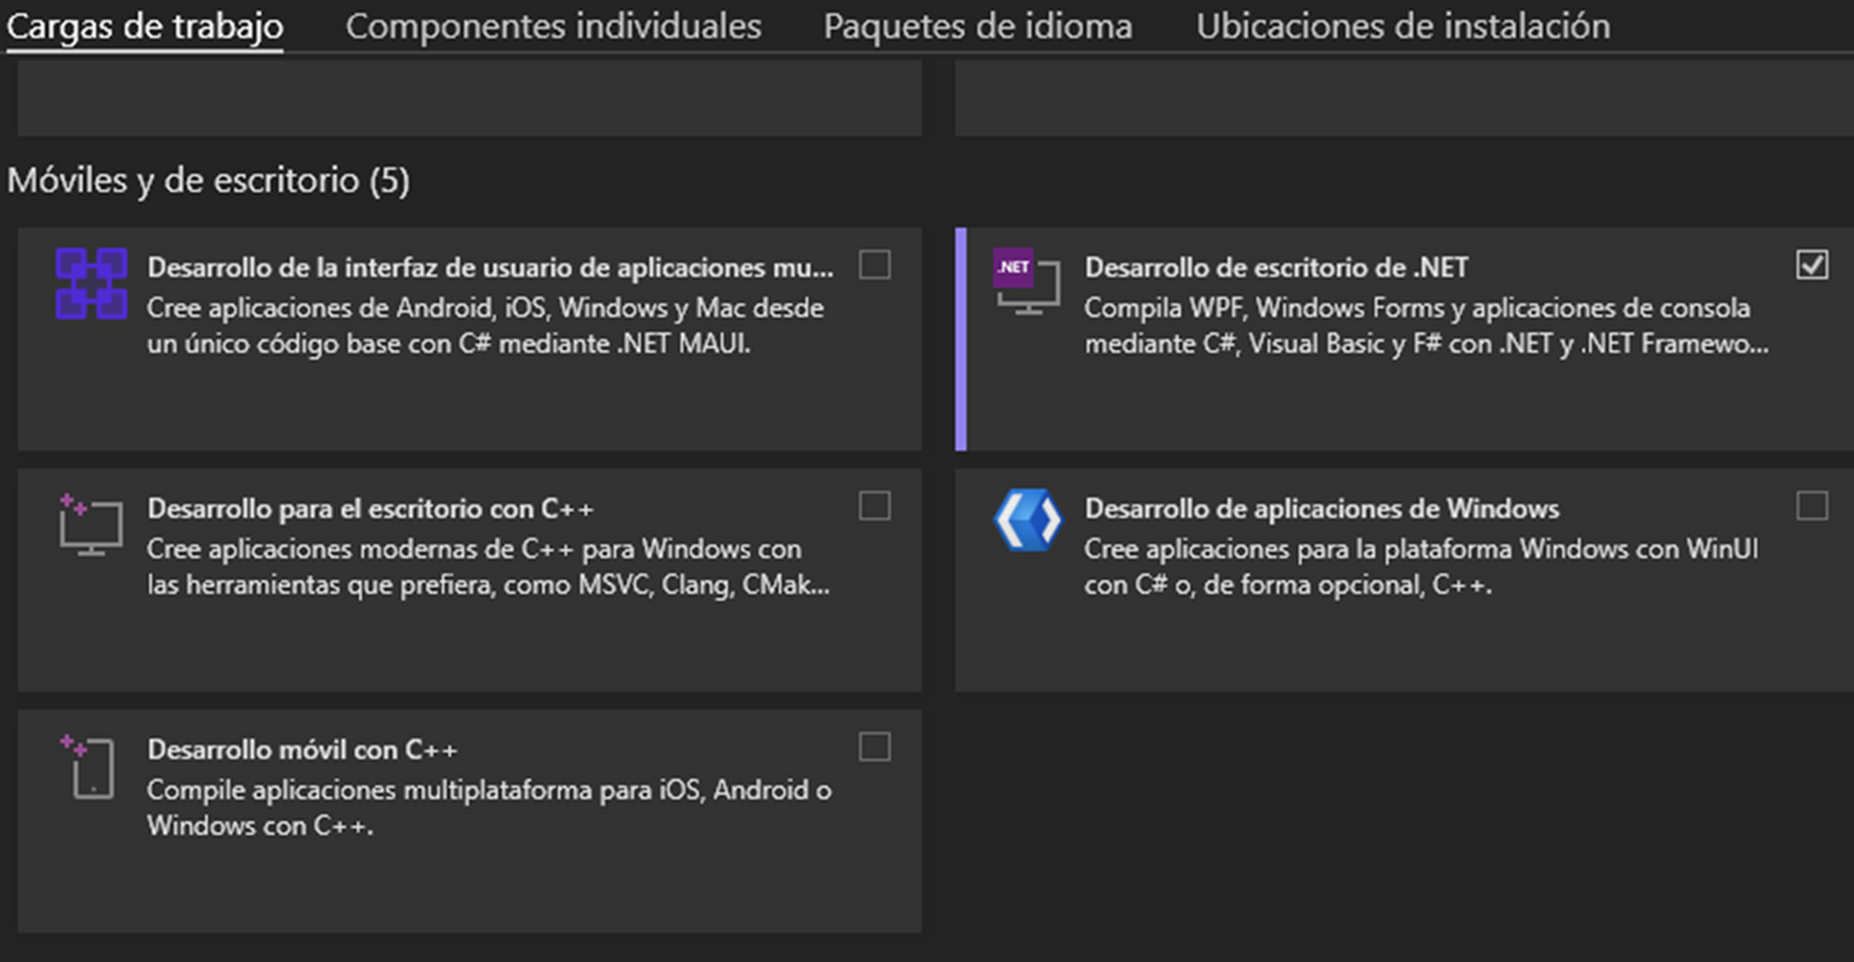 Cargas de trabajo
Componentes individuales
Paquetes de idioma
Ubicaciones de instalación
Móviles y de escritorio (5)
Desarrollo de la interfaz de usuario de aplicaciones mu...
Cree aplicaciones de Android, iOS, Windows y Mac desde
un único código base con C# mediante .NET MAUI.
.NET
Desarrollo de escritorio de .NET
Compila WPF, Windows Forms y aplicaciones de consola
mediante C#, Visual Basic y F# con .NET y .NET Framewo...
Desarrollo para el escritorio con C++
Cree aplicaciones modernas de C++ para Windows con
las herramientas que prefiera, como MSVC, Clang, CMak...
Desarrollo de aplicaciones de Windows
Cree aplicaciones para la plataforma Windows con WinUI
con C# o, de forma opcional, C++.
Desarrollo móvil con C++
Compile aplicaciones multiplataforma para iOS, Android o
Windows con C++.